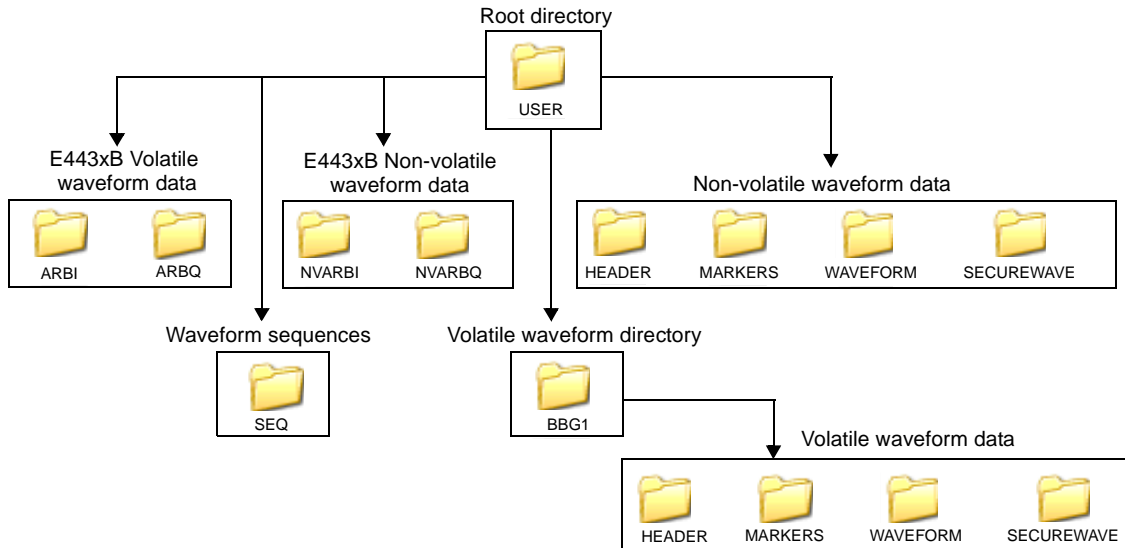 Root directory
USER
E443xB Volatile
waveform data
ARBI
ARBQ
E443xB Non-volatile
waveform data
NVARBI
NVARBQ
Non-volatile waveform data
HEADER
MARKERS
WAVEFORM
SECUREWAVE
Waveform sequences
SEQ
Volatile waveform directory
BBG1
Volatile waveform data
HEADER
MARKERS
WAVEFORM
SECUREWAVE